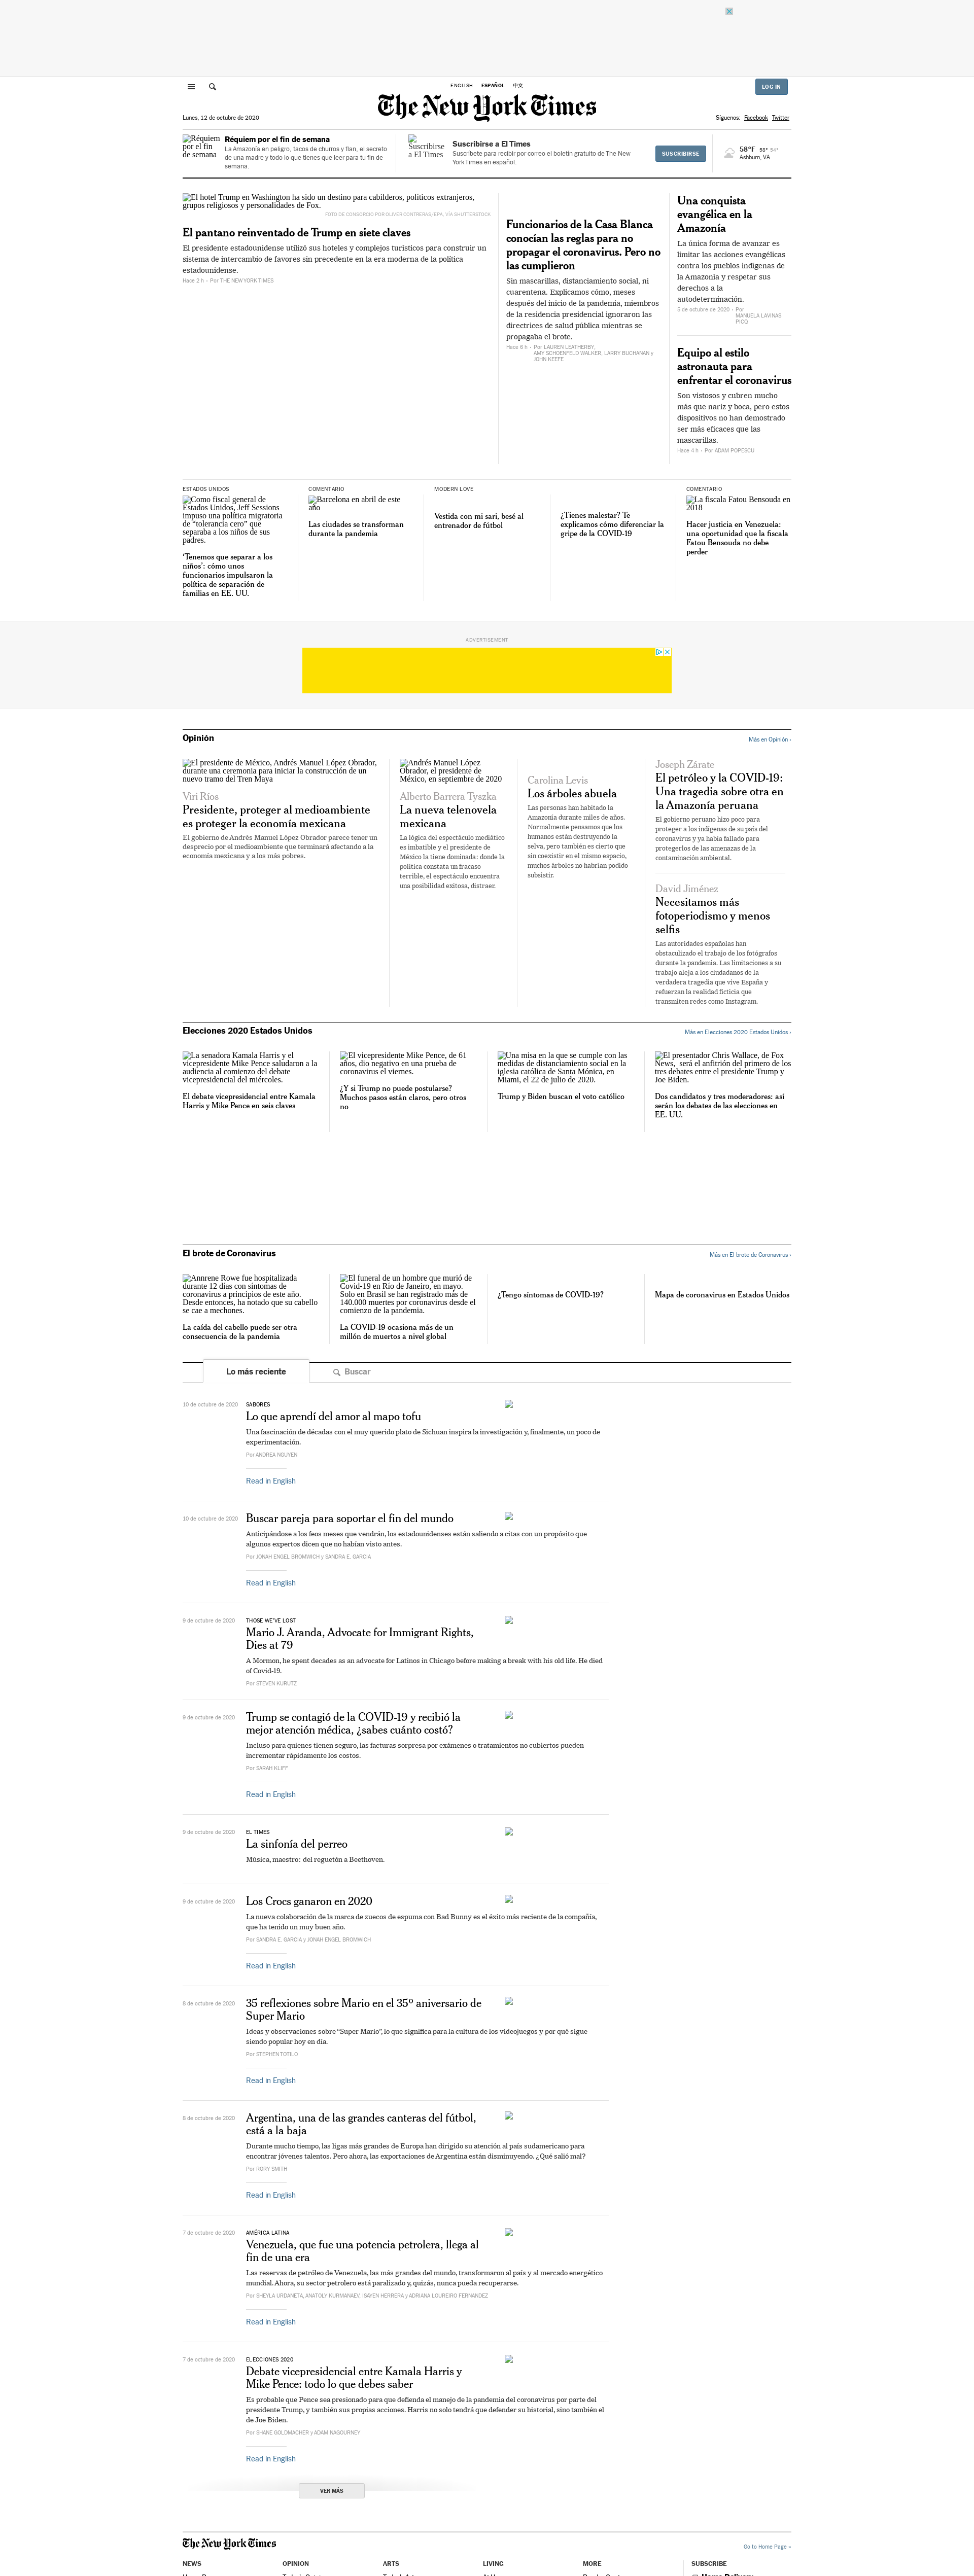 ENGLISH ESPAÑOL 中文
LOG IN
The New York Times
Lunes, 12 de octubre de 2020
Síguenos: Facebook Twitter
Réquiem
por el fin
de semana
Réquiem por el fin de semana
La Amazonía en peligro, tacos de churros y flan, el secreto
de una madre y todo lo que tienes que leer para tu fin de
semana.
Suscribirse
a El Times
Suscribirse a El Times
Suscríbete para recibir por correo el boletín gratuito de The New
York Times en español.
SUSCRIBIRSE
58°F 58° 54°
Ashburn, VA
El hotel Trump en Washington ha sido un destino para cabilderos, políticos extranjeros,
grupos religiosos y personalidades de Fox.
FOTO DE CONSORCIO POR OLIVER CONTRERAS/EPA, VÍA SHUTTERSTOCK
El pantano reinventado de Trump en siete claves
El presidente estadounidense utilizó sus hoteles y complejos turísticos para construir un
sistema de intercambio de favores sin precedente en la era moderna de la política
estadounidense.
Hace 2 h - Por THE NEW YORK TIMES
Funcionarios de la Casa Blanca
conocían las reglas para no
propagar el coronavirus. Pero no
las cumplieron
Sin mascarillas, distanciamiento social, ni
cuarentena. Explicamos cómo, meses
después del inicio de la pandemia, miembros
de la residencia presidencial ignoraron las
directrices de salud pública mientras se
propagaba el brote.
Hace 6 h - Por LAUREN LEATHERBY,
AMY SCHOENFELD WALKER, LARRY BUCHANAN y
JOHN KEEFE
Una conquista
evangélica en la
Amazonía
La única forma de avanzar es
limitar las acciones evangélicas
contra los pueblos indígenas de
la Amazonía y respetar sus
derechos a la
autodeterminación.
5 de octubre de 2020 - Por
MANUELA LAVINAS
PICQ
Equipo al estilo
astronauta para
enfrentar el coronavirus
Son vistosos y cubren mucho
más que nariz y boca, pero estos
dispositivos no han demostrado
ser más eficaces que las
mascarillas.
Hace 4 h - Por ADAM POPESCU
ESTADOS UNIDOS
Como fiscal general de
Estados Unidos, Jeff Sessions
impuso una política migratoria
de “tolerancia cero” que
separaba a los niños de sus
padres.
‘Tenemos que separar a los
niños’: cómo unos
funcionarios impulsaron la
política de separación de
familias en EE. UU.
COMENTARIO
Barcelona en abril de este
año
Las ciudades se transforman
durante la pandemia
MODERN LOVE
Vestida con mi sari, besé al
entrenador de fútbol
¿Tienes malestar? Te
explicamos cómo diferenciar la
gripe de la COVID-19
COMENTARIO
La fiscala Fatou Bensouda en
2018
Hacer justicia en Venezuela:
una oportunidad que la fiscala
Fatou Bensouda no debe
perder
ADVERTISEMENT
Opinión
Más en Opinión ›
El presidente de México, Andrés Manuel López Obrador,
durante una ceremonia para iniciar la construcción de un
nuevo tramo del Tren Maya
Viri Ríos
Presidente, proteger al medioambiente
es proteger la economía mexicana
El gobierno de Andrés Manuel López Obrador parece tener un
desprecio por el medioambiente que terminará afectando a la
economía mexicana y a los más pobres.
Andrés Manuel López
Obrador, el presidente de
México, en septiembre de 2020
Alberto Barrera Tyszka
La nueva telenovela
mexicana
La lógica del espectáculo mediático
es imbatible y el presidente de
México la tiene dominada: donde la
política constata un fracaso
terrible, el espectáculo encuentra
una posibilidad exitosa, distraer.
Carolina Levis
Los árboles abuela
Las personas han habitado la
Amazonía durante miles de años.
Normalmente pensamos que los
humanos están destruyendo la
selva, pero también es cierto que
sin coexistir en el mismo espacio,
muchos árboles no habrían podido
subsistir.
Joseph Zárate
El petróleo y la COVID-19:
Una tragedia sobre otra en
la Amazonía peruana
El gobierno peruano hizo poco para
proteger a los indígenas de su país del
coronavirus y ya había fallado para
protegerlos de las amenazas de la
contaminación ambiental.
David Jiménez
Necesitamos más
fotoperiodismo y menos
selfis
Las autoridades españolas han
obstaculizado el trabajo de los fotógrafos
durante la pandemia. Las limitaciones a su
trabajo aleja a los ciudadanos de la
verdadera tragedia que vive España y
refuerzan la realidad ficticia que
transmiten redes como Instagram.
Elecciones 2020 Estados Unidos
Más en Elecciones 2020 Estados Unidos ›
La senadora Kamala Harris y el
vicepresidente Mike Pence saludaron a la
audiencia al comienzo del debate
vicepresidencial del miércoles.
El debate vicepresidencial entre Kamala
Harris y Mike Pence en seis claves
El vicepresidente Mike Pence, de 61
años, dio negativo en una prueba de
coronavirus el viernes.
¿Y si Trump no puede postularse?
Muchos pasos están claros, pero otros
no
Una misa en la que se cumple con las
medidas de distanciamiento social en la
iglesia católica de Santa Mónica, en
Miami, el 22 de julio de 2020.
Trump y Biden buscan el voto católico
El presentador Chris Wallace, de Fox
News, será el anfitrión del primero de los
tres debates entre el presidente Trump y
Joe Biden.
Dos candidatos y tres moderadores: así
serán los debates de las elecciones en
EE. UU.
El brote de Coronavirus
Más en El brote de Coronavirus ›
Annrene Rowe fue hospitalizada
durante 12 días con síntomas de
coronavirus a principios de este año.
Desde entonces, ha notado que su cabello
se cae a mechones.
La caída del cabello puede ser otra
consecuencia de la pandemia
El funeral de un hombre que murió de
Covid-19 en Río de Janeiro, en mayo.
Solo en Brasil se han registrado más de
140.000 muertes por coronavirus desde el
comienzo de la pandemia.
La COVID-19 ocasiona más de un
millón de muertos a nivel global
¿Tengo síntomas de COVID-19?
Mapa de coronavirus en Estados Unidos
Lo más reciente
Buscar
10 de octubre de 2020
SABORES
Lo que aprendí del amor al mapo tofu
Una fascinación de décadas con el muy querido plato de Sichuan inspira la investigación y, finalmente, un poco de
experimentación.
Por ANDREA NGUYEN
Read in English
10 de octubre de 2020
Buscar pareja para soportar el fin del mundo
Anticipándose a los feos meses que vendrán, los estadounidenses están saliendo a citas con un propósito que
algunos expertos dicen que no habían visto antes.
Por JONAH ENGEL BROMWICH y SANDRA E. GARCIA
Read in English
9 de octubre de 2020
THOSE WE'VE LOST
Mario J. Aranda, Advocate for Immigrant Rights,
Dies at 79
A Mormon, he spent decades as an advocate for Latinos in Chicago before making a break with his old life. He died
of Covid-19.
Por STEVEN KURUTZ
9 de octubre de 2020
Trump se contagió de la COVID-19 y recibió la
mejor atención médica, ¿sabes cuánto costó?
Incluso para quienes tienen seguro, las facturas sorpresa por exámenes o tratamientos no cubiertos pueden
incrementar rápidamente los costos.
Por SARAH KLIFF
Read in English
9 de octubre de 2020
EL TIMES
La sinfonía del perreo
Música, maestro: del reguetón a Beethoven.
9 de octubre de 2020
Los Crocs ganaron en 2020
La nueva colaboración de la marca de zuecos de espuma con Bad Bunny es el éxito más reciente de la compañía,
que ha tenido un muy buen año.
Por SANDRA E. GARCIA y JONAH ENGEL BROMWICH
Read in English
8 de octubre de 2020
35 reflexiones sobre Mario en el 35º aniversario de
Super Mario
Ideas y observaciones sobre “Super Mario”, lo que significa para la cultura de los videojuegos y por qué sigue
siendo popular hoy en día.
Por STEPHEN TOTILO
Read in English
8 de octubre de 2020
Argentina, una de las grandes canteras del fútbol,
está a la baja
Durante mucho tiempo, las ligas más grandes de Europa han dirigido su atención al país sudamericano para
encontrar jóvenes talentos. Pero ahora, las exportaciones de Argentina están disminuyendo. ¿Qué salió mal?
Por RORY SMITH
Read in English
7 de octubre de 2020
AMÉRICA LATINA
Venezuela, que fue una potencia petrolera, llega al
fin de una era
Las reservas de petróleo de Venezuela, las más grandes del mundo, transformaron al país y al mercado energético
mundial. Ahora, su sector petrolero está paralizado y, quizás, nunca pueda recuperarse.
Por SHEYLA URDANETA, ANATOLY KURMANAEV, ISAYEN HERRERA y ADRIANA LOUREIRO FERNANDEZ
Read in English
7 de octubre de 2020
ELECCIONES 2020
Debate vicepresidencial entre Kamala Harris y
Mike Pence: todo lo que debes saber
Es probable que Pence sea presionado para que defienda el manejo de la pandemia del coronavirus por parte del
presidente Trump, y también sus propias acciones. Harris no solo tendrá que defender su historial, sino también el
de Joe Biden.
Por SHANE GOLDMACHER y ADAM NAGOURNEY
Read in English
VER MÁS
The New York Times
Go to Home Page »
NEWS OPINION ARTS LIVING MORE SUBSCRIBE